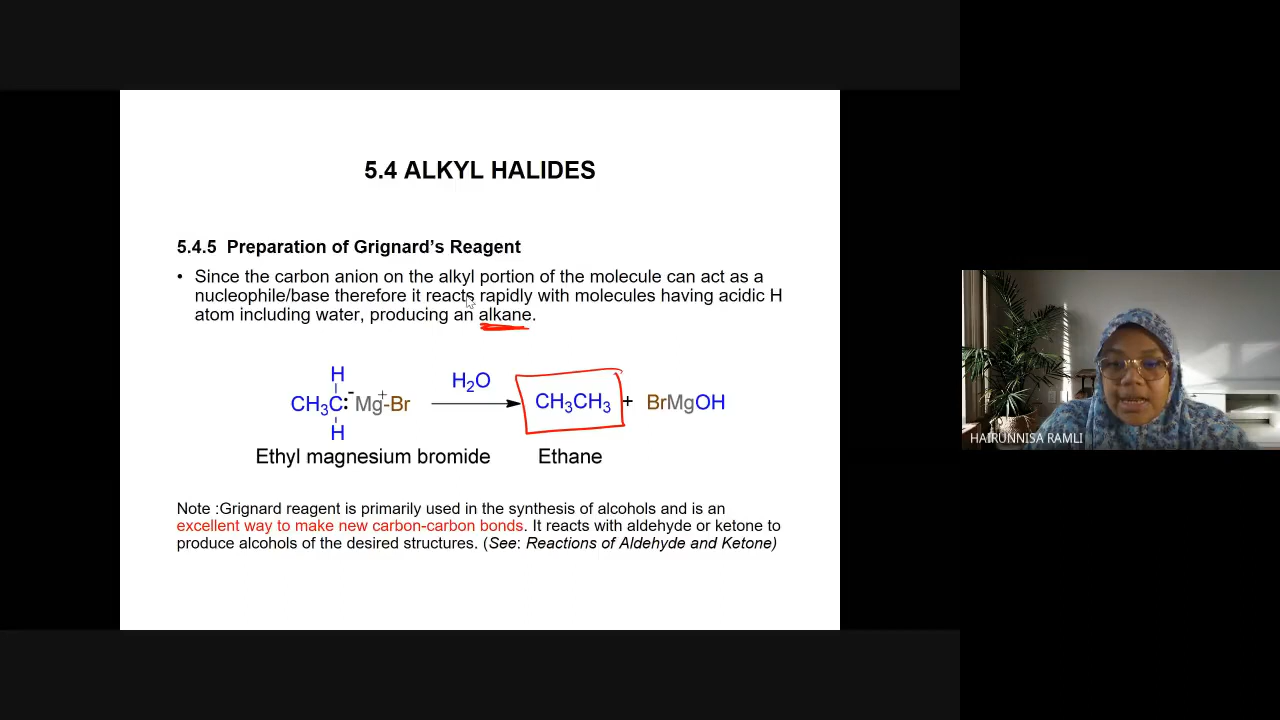 5.4 ALKYL HALIDES
5.4.5 Preparation of Grignard's Reagent
• Since the carbon anion on the alkyl portion of the molecule can act as a
nucleophile/base therefore it reacts rapidly with molecules having acidic H
atom including water, producing an alkane.
H
CH₃C:⁻ Mg⁺-Br H₂O CH₃CH₃ + BrMgOH
H
Ethyl magnesium bromide Ethane
Note :Grignard reagent is primarily used in the synthesis of alcohols and is an
excellent way to make new carbon-carbon bonds. It reacts with aldehyde or ketone to
produce alcohols of the desired structures. (See: Reactions of Aldehyde and Ketone)
HAIRUNNISA RAMLI